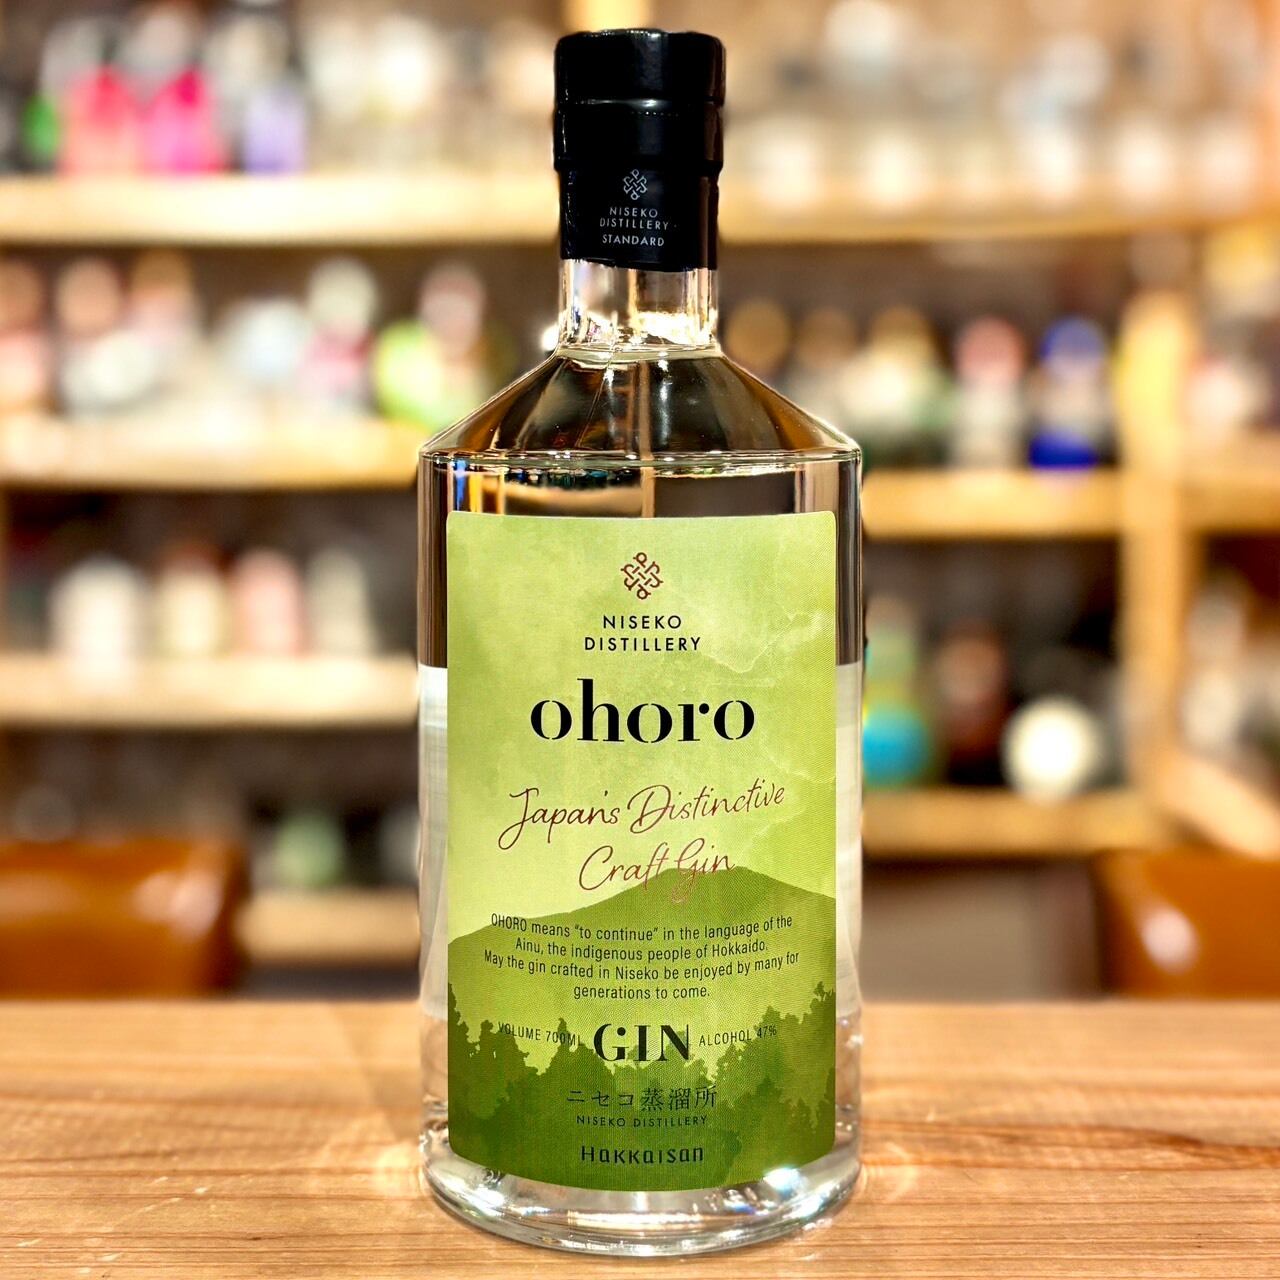 NISEKO
DISTILLERY
STANDARD
NISEKO
DISTILLERY
ohoro
Japan's Distinctive
Craft Gin
OHORO means "to continue" in the language of the
Ainu, the indigenous people of Hokkaido.
May the gin crafted in Niseko be enjoyed by many for
generations to come.
VOLUME 700ML GIN ALCOHOL 47%
ニセコ蒸溜所
NISEKO DISTILLERY
Hakkaisan